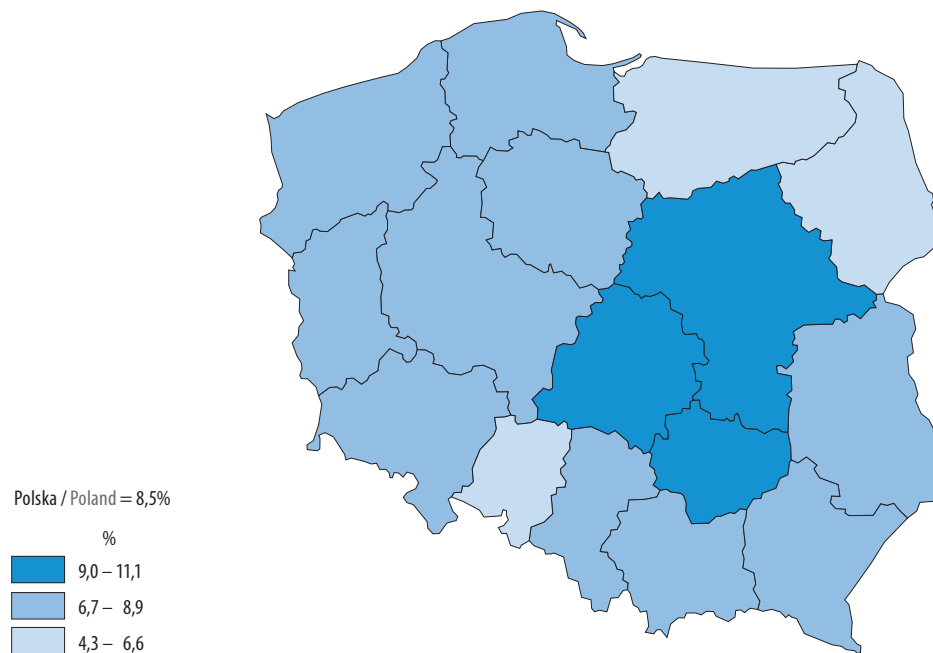 Polska / Poland = 8,5%
%
9,0 – 11,1
6,7 – 8,9
4,3 – 6,6